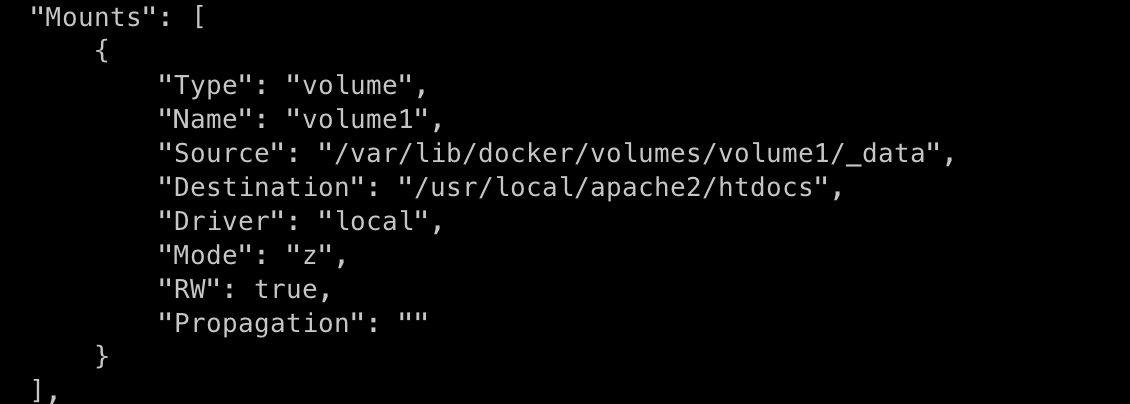 "Mounts": [
{
"Type": "volume",
"Name": "volume1",
"Source": "/var/lib/docker/volumes/volume1/_data",
"Destination": "/usr/local/apache2/htdocs",
"Driver": "local",
"Mode": "z",
"RW": true,
"Propagation": ""
}
],